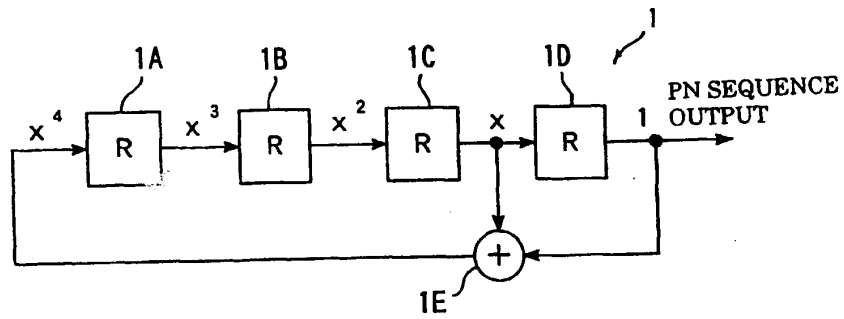 1
1A 1B 1C 1D
PN SEQUENCE
OUTPUT
x⁴ R x³ R x² R x R 1
+
1E